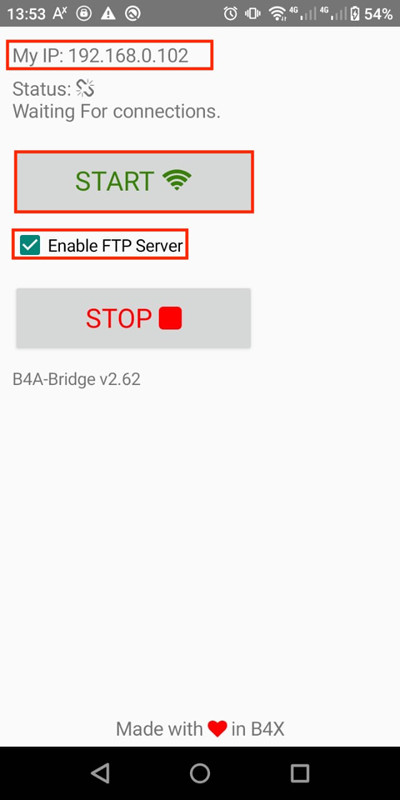 13:53 4G 4G 54%
My IP: 192.168.0.102
Status:
Waiting For connections.
START
Enable FTP Server
STOP
B4A-Bridge v2.62
Made with in B4X